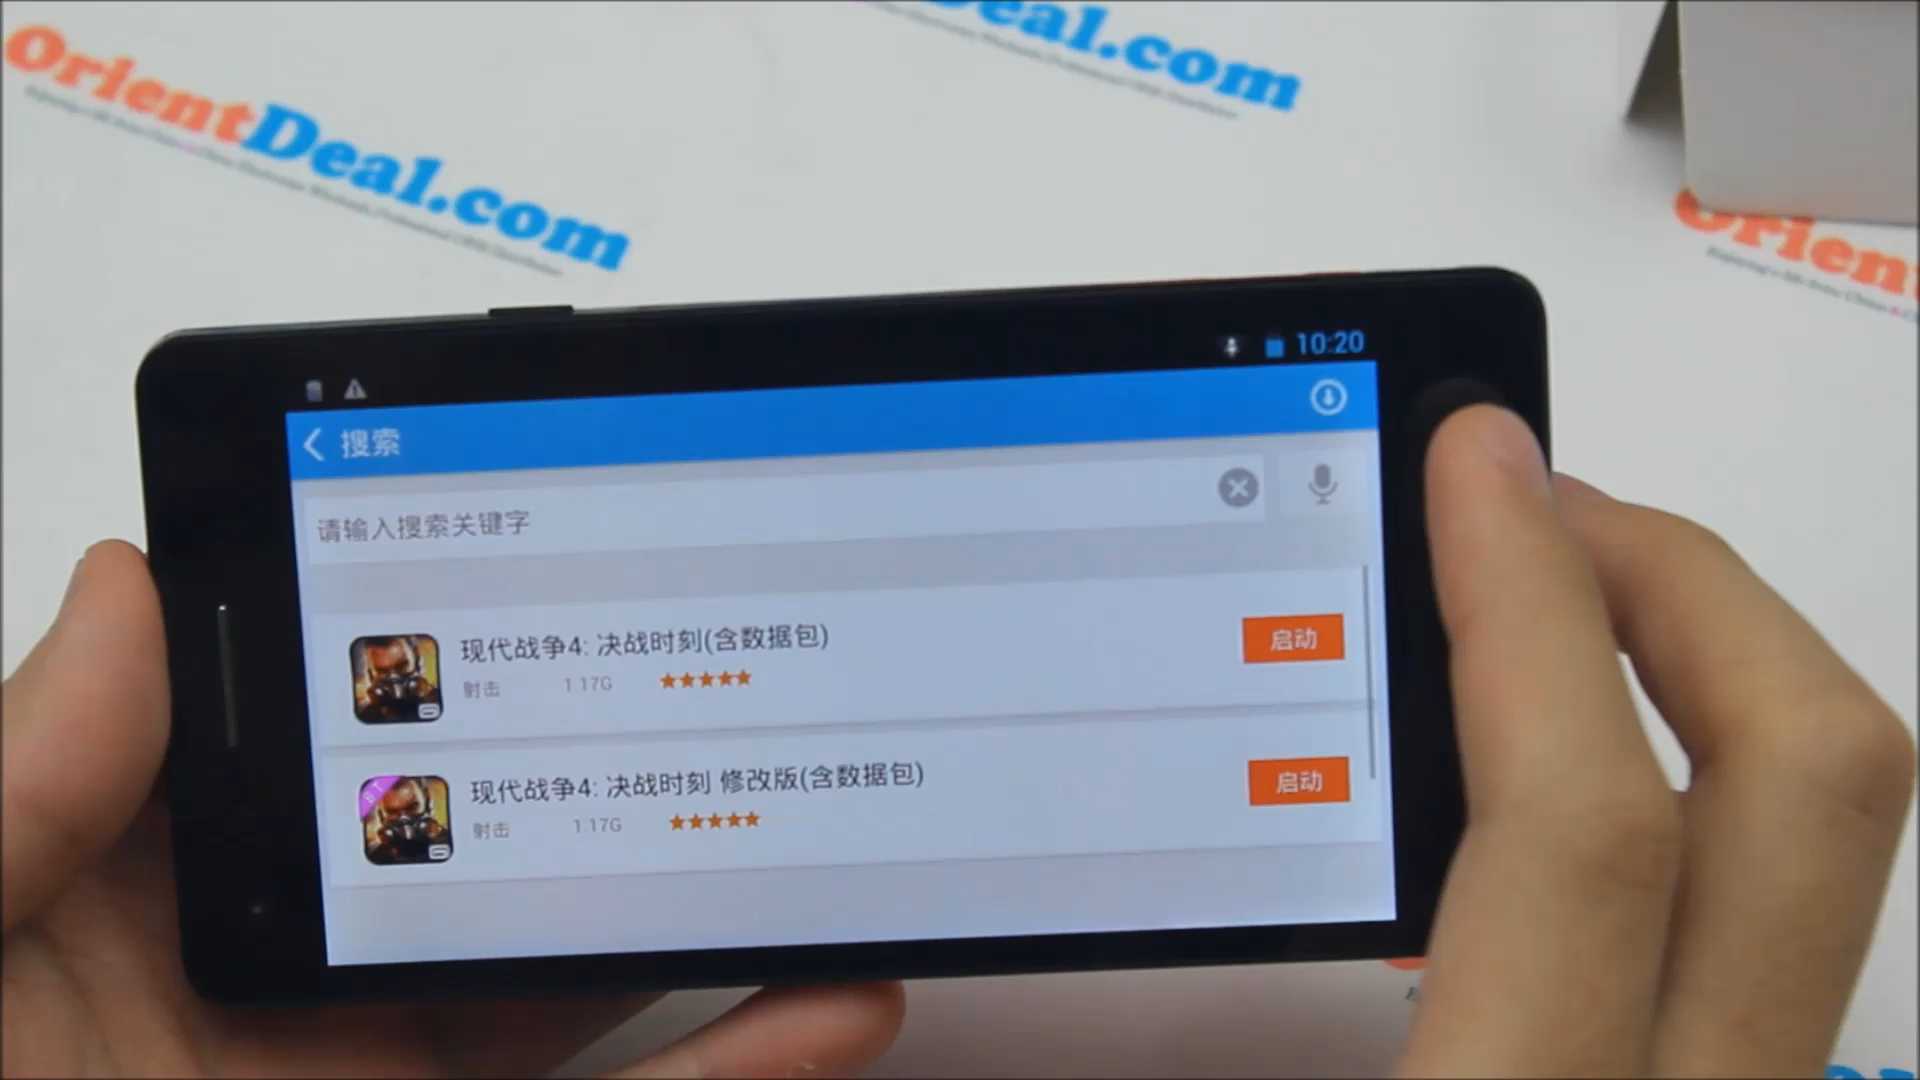 OrientDeal.com
Deal.com
Orient
10:20
搜索
请输入搜索关键字
现代战争4: 决战时刻(含数据包)
射击 1.17G
启动
现代战争4: 决战时刻 修改版(含数据包)
射击 1.17G
启动